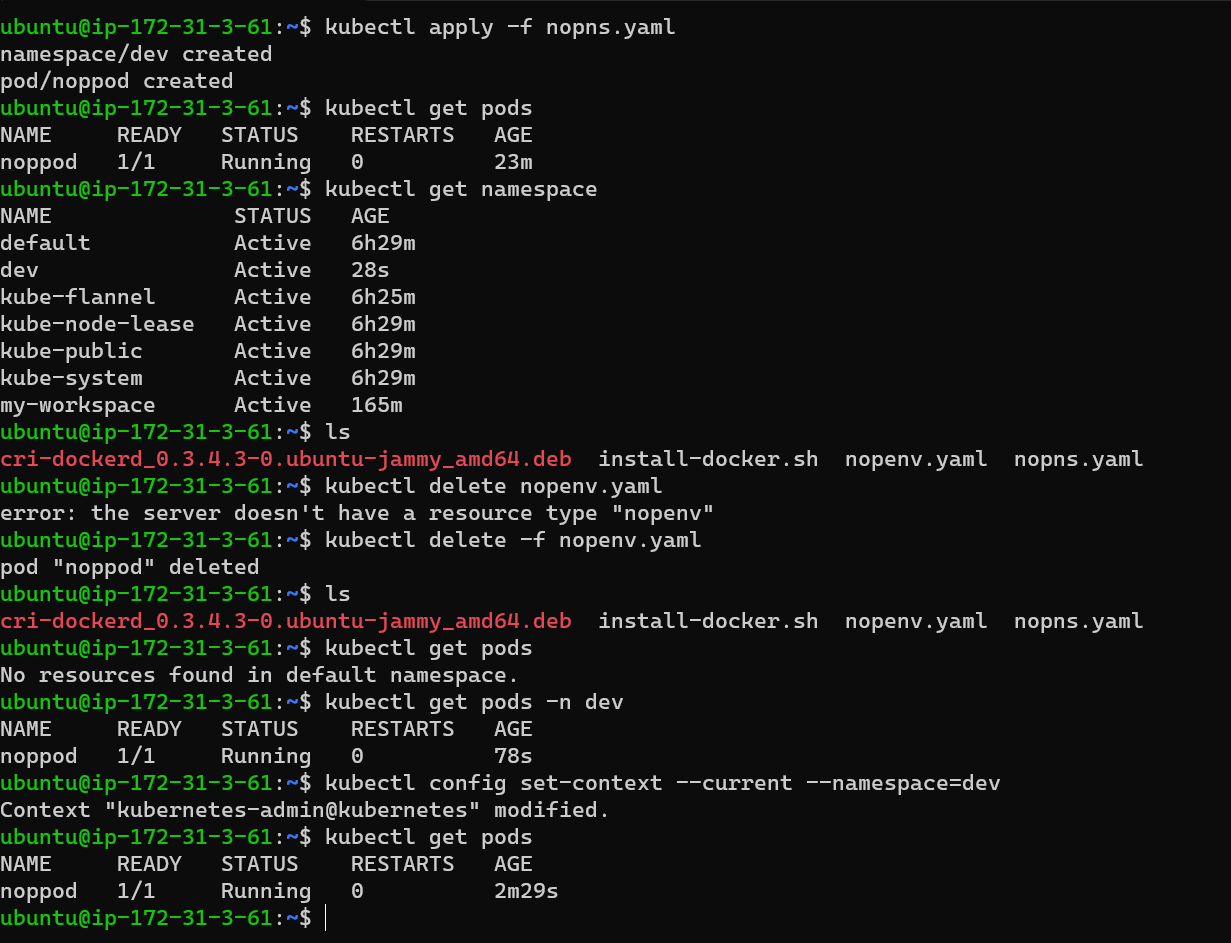 ubuntu@ip-172-31-3-61:~$ kubectl apply -f nopns.yaml
namespace/dev created
pod/noppod created
ubuntu@ip-172-31-3-61:~$ kubectl get pods
NAME     READY   STATUS    RESTARTS   AGE
noppod   1/1     Running   0          23m
ubuntu@ip-172-31-3-61:~$ kubectl get namespace
NAME              STATUS   AGE
default           Active   6h29m
dev               Active   28s
kube-flannel      Active   6h25m
kube-node-lease   Active   6h29m
kube-public       Active   6h29m
kube-system       Active   6h29m
my-workspace      Active   165m
ubuntu@ip-172-31-3-61:~$ ls
cri-dockerd_0.3.4.3-0.ubuntu-jammy_amd64.deb  install-docker.sh  nopenv.yaml  nopns.yaml
ubuntu@ip-172-31-3-61:~$ kubectl delete nopenv.yaml
error: the server doesn't have a resource type "nopenv"
ubuntu@ip-172-31-3-61:~$ kubectl delete -f nopenv.yaml
pod "noppod" deleted
ubuntu@ip-172-31-3-61:~$ ls
cri-dockerd_0.3.4.3-0.ubuntu-jammy_amd64.deb  install-docker.sh  nopenv.yaml  nopns.yaml
ubuntu@ip-172-31-3-61:~$ kubectl get pods
No resources found in default namespace.
ubuntu@ip-172-31-3-61:~$ kubectl get pods -n dev
NAME     READY   STATUS    RESTARTS   AGE
noppod   1/1     Running   0          78s
ubuntu@ip-172-31-3-61:~$ kubectl config set-context --current --namespace=dev
Context "kubernetes-admin@kubernetes" modified.
ubuntu@ip-172-31-3-61:~$ kubectl get pods
NAME     READY   STATUS    RESTARTS   AGE
noppod   1/1     Running   0          2m29s
ubuntu@ip-172-31-3-61:~$